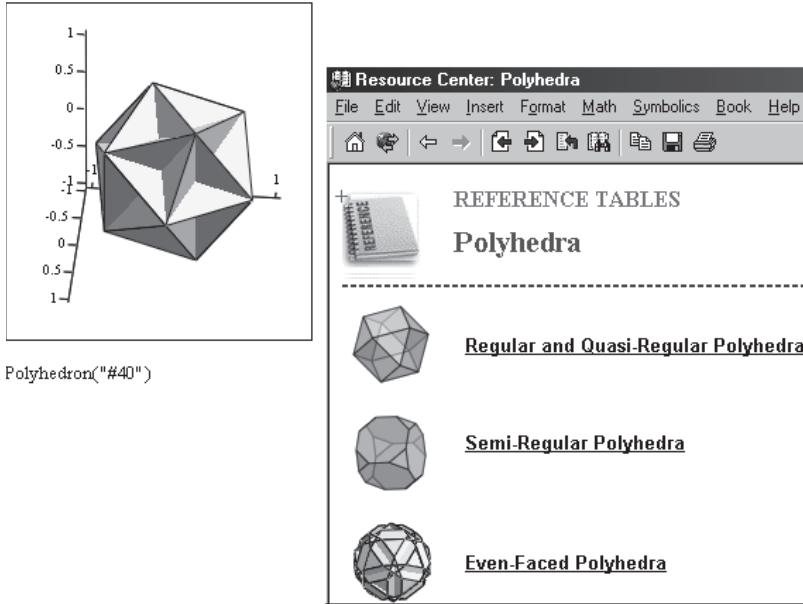 1
0.5
0
-0.5
-1
-1
-1
1
-0.5
0
0.5
1
Polyhedron("#40")
Resource Center: Polyhedra
File Edit View Insert Format Math Symbolics Book Help
REFERENCE
REFERENCE TABLES
Polyhedra
Regular and Quasi-Regular Polyhedra
Semi-Regular Polyhedra
Even-Faced Polyhedra